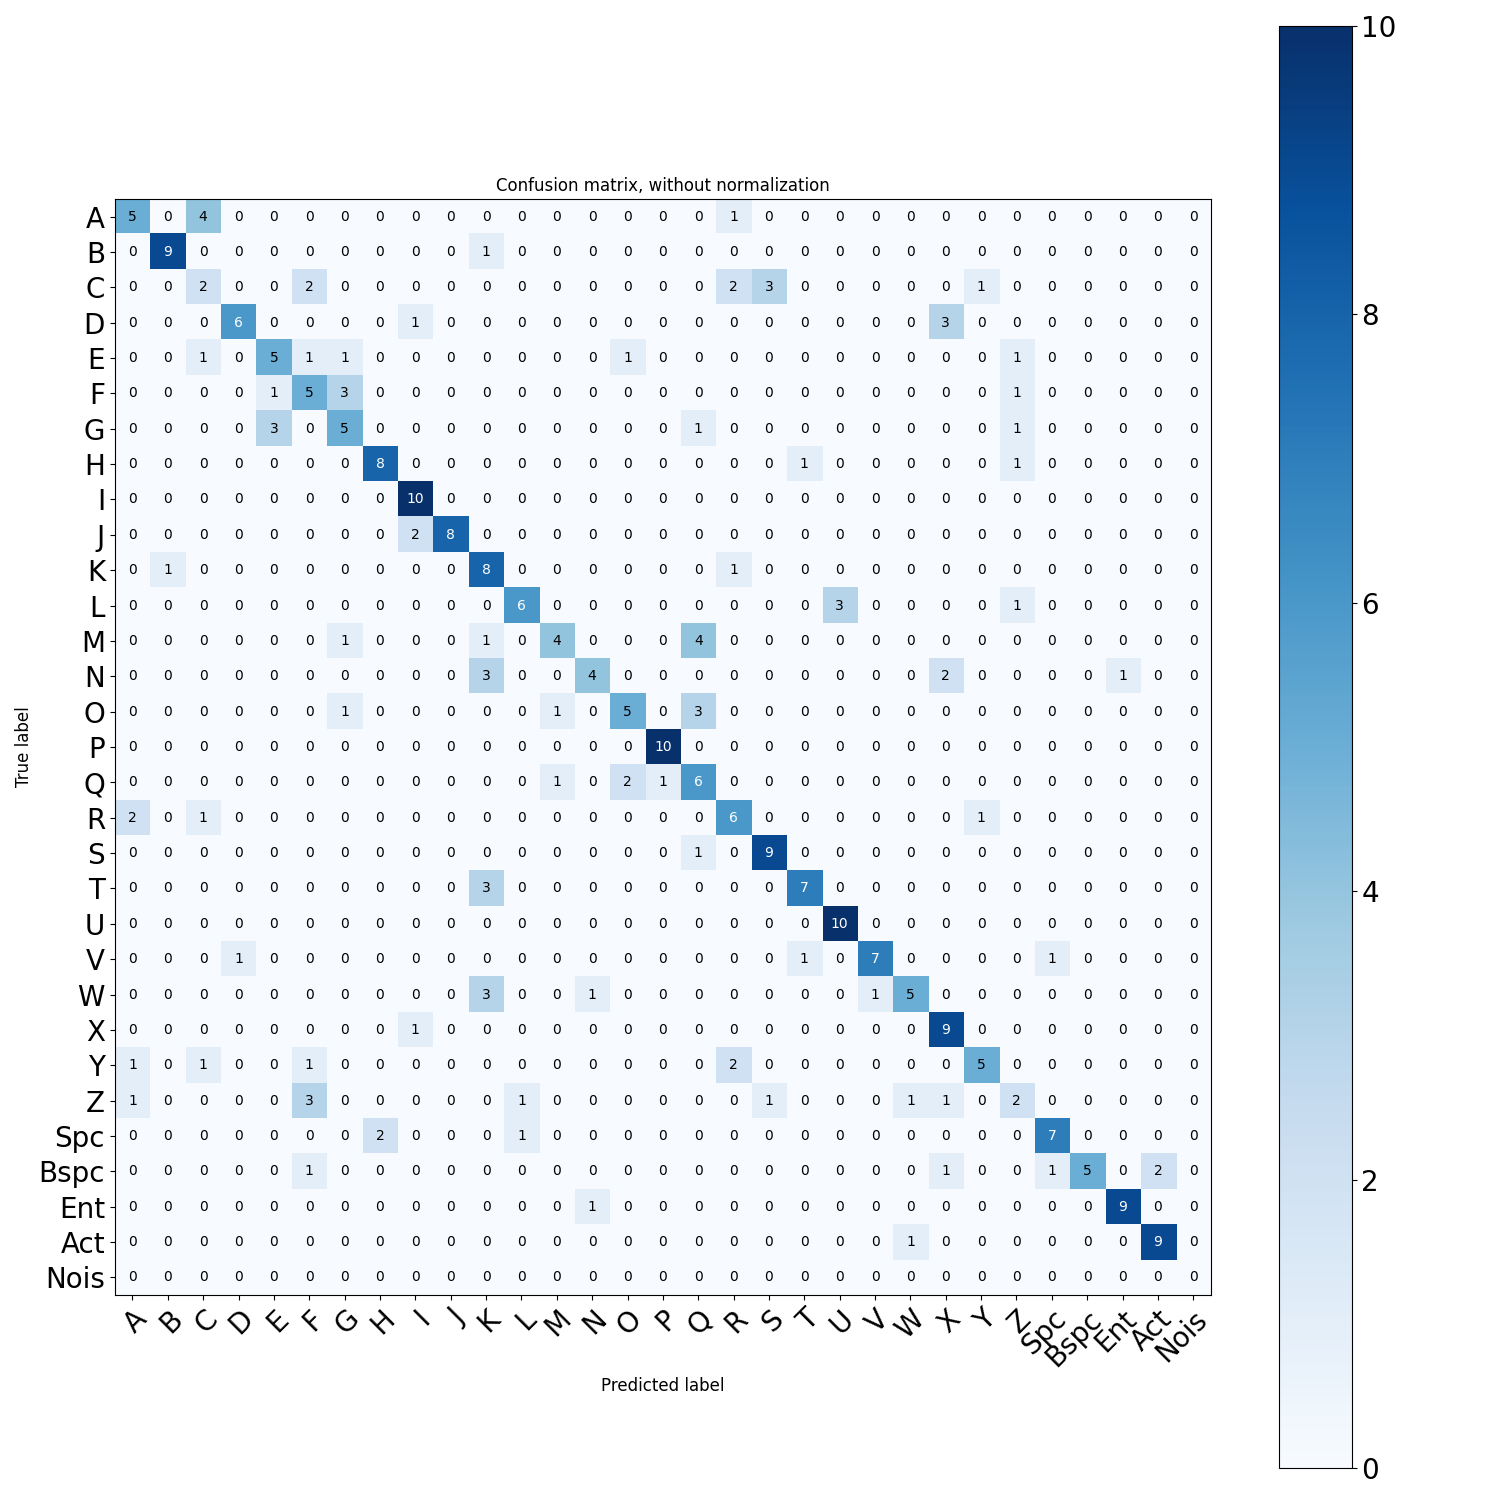 Confusion matrix, without normalization
A 5 0 4 0 0 0 0 0 0 0 0 0 0 0 0 0 0 1 0 0 0 0 0 0 0 0 0 0 0 0 0
B 0 9 0 0 0 0 0 0 0 0 1 0 0 0 0 0 0 0 0 0 0 0 0 0 0 0 0 0 0 0 0
C 0 0 2 0 0 2 0 0 0 0 0 0 0 0 0 0 0 2 3 0 0 0 0 0 1 0 0 0 0 0 0
D 0 0 0 6 0 0 0 0 1 0 0 0 0 0 0 0 0 0 0 0 0 0 0 3 0 0 0 0 0 0 0
E 0 0 1 0 5 1 1 0 0 0 0 0 0 0 1 0 0 0 0 0 0 0 0 0 0 1 0 0 0 0 0
F 0 0 0 0 1 5 3 0 0 0 0 0 0 0 0 0 0 0 0 0 0 0 0 0 0 1 0 0 0 0 0
G 0 0 0 0 3 0 5 0 0 0 0 0 0 0 0 0 1 0 0 0 0 0 0 0 0 1 0 0 0 0 0
H 0 0 0 0 0 0 0 8 0 0 0 0 0 0 0 0 0 0 0 1 0 0 0 0 0 1 0 0 0 0 0
I 0 0 0 0 0 0 0 0 10 0 0 0 0 0 0 0 0 0 0 0 0 0 0 0 0 0 0 0 0 0 0
J 0 0 0 0 0 0 0 0 2 8 0 0 0 0 0 0 0 0 0 0 0 0 0 0 0 0 0 0 0 0 0
K 0 1 0 0 0 0 0 0 0 0 8 0 0 0 0 0 0 1 0 0 0 0 0 0 0 0 0 0 0 0 0
L 0 0 0 0 0 0 0 0 0 0 0 6 0 0 0 0 0 0 0 0 3 0 0 0 0 1 0 0 0 0 0
M 0 0 0 0 0 0 1 0 0 0 1 0 4 0 0 0 4 0 0 0 0 0 0 0 0 0 0 0 0 0 0
N 0 0 0 0 0 0 0 0 0 0 3 0 0 4 0 0 0 0 0 0 0 0 0 2 0 0 0 0 1 0 0
O 0 0 0 0 0 0 1 0 0 0 0 0 1 0 5 0 3 0 0 0 0 0 0 0 0 0 0 0 0 0 0
P 0 0 0 0 0 0 0 0 0 0 0 0 0 0 0 10 0 0 0 0 0 0 0 0 0 0 0 0 0 0 0
Q 0 0 0 0 0 0 0 0 0 0 0 0 1 0 2 1 6 0 0 0 0 0 0 0 0 0 0 0 0 0 0
R 2 0 1 0 0 0 0 0 0 0 0 0 0 0 0 0 0 6 0 0 0 0 0 0 1 0 0 0 0 0 0
S 0 0 0 0 0 0 0 0 0 0 0 0 0 0 0 0 1 0 9 0 0 0 0 0 0 0 0 0 0 0 0
T 0 0 0 0 0 0 0 0 0 0 3 0 0 0 0 0 0 0 0 7 0 0 0 0 0 0 0 0 0 0 0
U 0 0 0 0 0 0 0 0 0 0 0 0 0 0 0 0 0 0 0 0 10 0 0 0 0 0 0 0 0 0 0
V 0 0 0 1 0 0 0 0 0 0 0 0 0 0 0 0 0 0 0 1 0 7 0 0 0 0 1 0 0 0 0
W 0 0 0 0 0 0 0 0 0 0 3 0 0 1 0 0 0 0 0 0 0 1 5 0 0 0 0 0 0 0 0
X 0 0 0 0 0 0 0 0 1 0 0 0 0 0 0 0 0 0 0 0 0 0 0 9 0 0 0 0 0 0 0
Y 1 0 1 0 0 1 0 0 0 0 0 0 0 0 0 0 0 2 0 0 0 0 0 0 5 0 0 0 0 0 0
Z 1 0 0 0 0 3 0 0 0 0 0 1 0 0 0 0 0 0 1 0 0 0 1 1 0 2 0 0 0 0 0
Spc 0 0 0 0 0 0 0 2 0 0 0 1 0 0 0 0 0 0 0 0 0 0 0 0 0 0 7 0 0 0 0
Bspc 0 0 0 0 0 1 0 0 0 0 0 0 0 0 0 0 0 0 0 0 0 0 0 1 0 0 1 5 0 2 0
Ent 0 0 0 0 0 0 0 0 0 0 0 0 0 1 0 0 0 0 0 0 0 0 0 0 0 0 0 0 9 0 0
Act 0 0 0 0 0 0 0 0 0 0 0 0 0 0 0 0 0 0 0 0 0 0 1 0 0 0 0 0 0 9 0
Nois 0 0 0 0 0 0 0 0 0 0 0 0 0 0 0 0 0 0 0 0 0 0 0 0 0 0 0 0 0 0 0
A B C D E F G H I J K L M N O P Q R S T U V W X Y Z Spc Bspc Ent Act Nois
Predicted label
True label
10
8
6
4
2
0